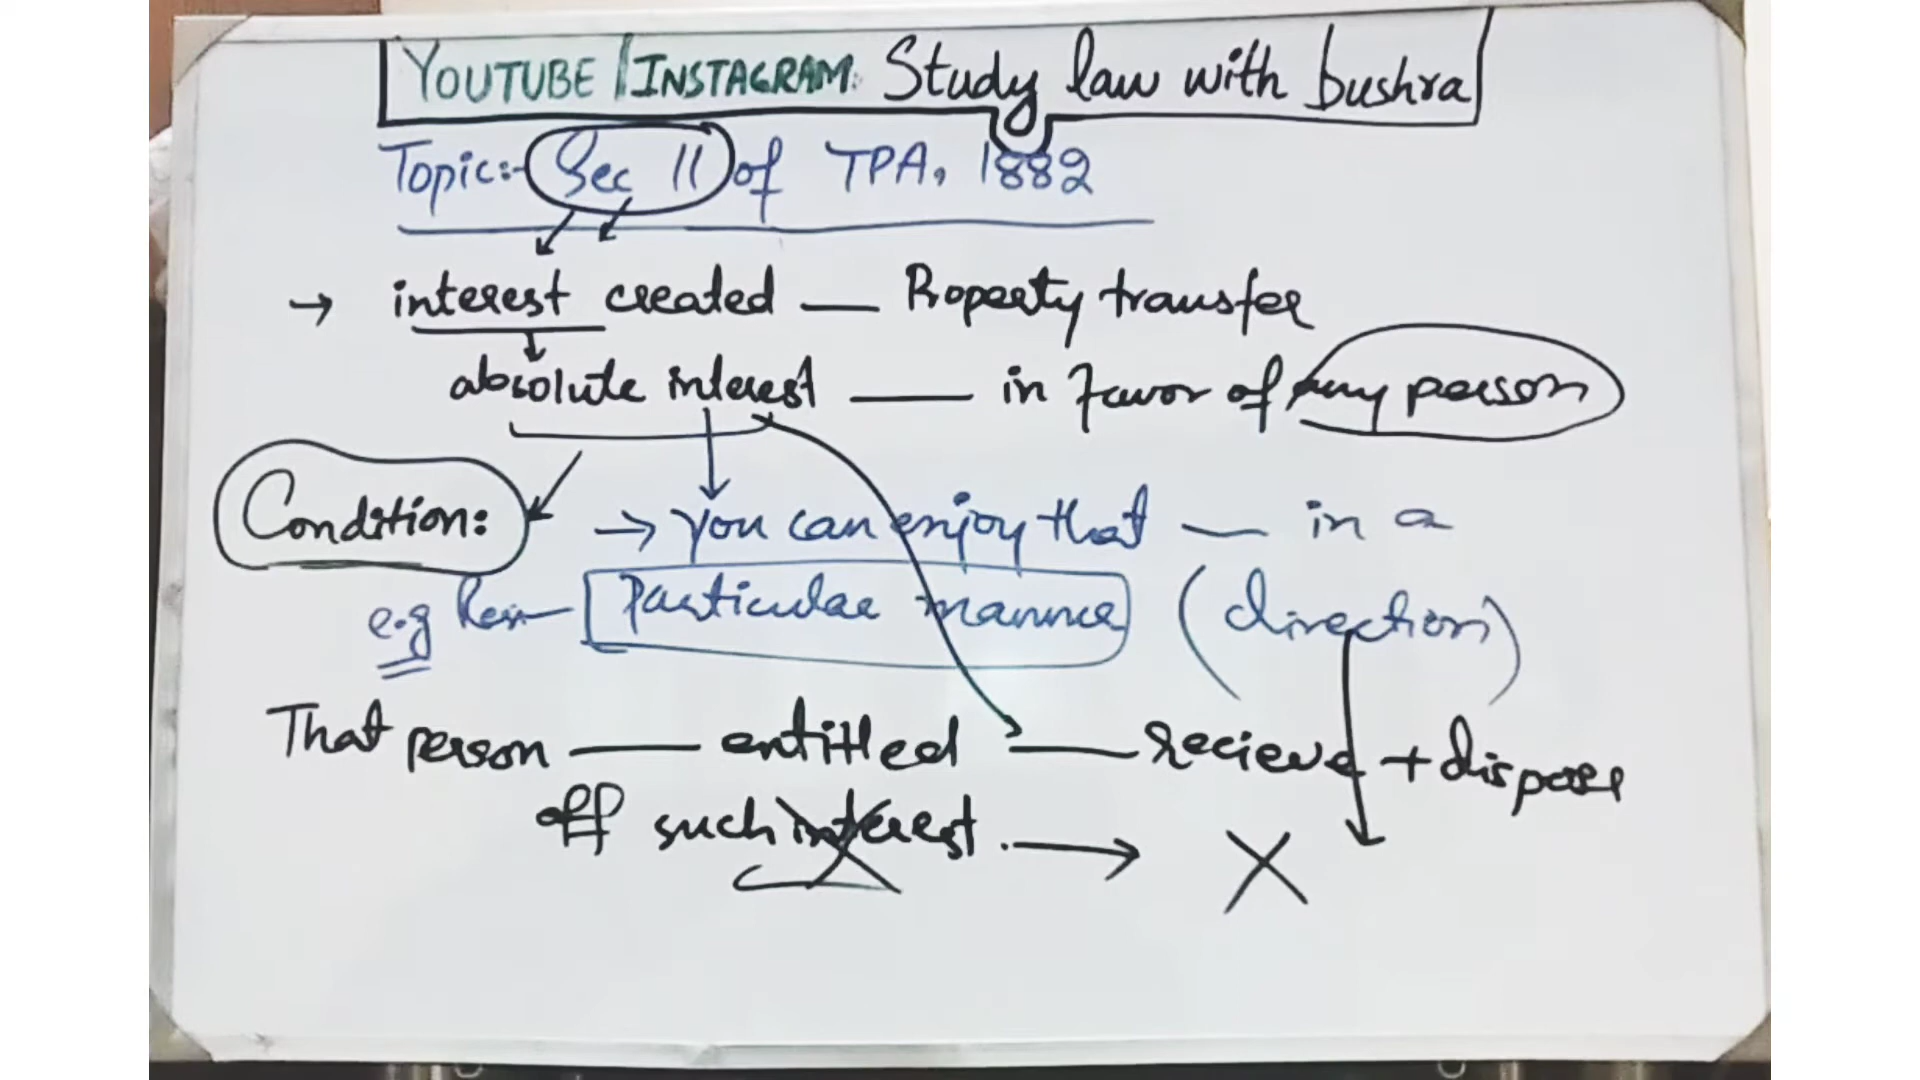 YOUTUBE / INSTAGRAM: Study law with bushra
Topic:- Sec 11 of TPA, 1882
→ interest created — Property transfer
absolute interest — in favor of any person
Condition: → you can enjoy that — in a
e.g — Particular manner (direction)
That person — entitled — recieve + dispose
off such interest. → X